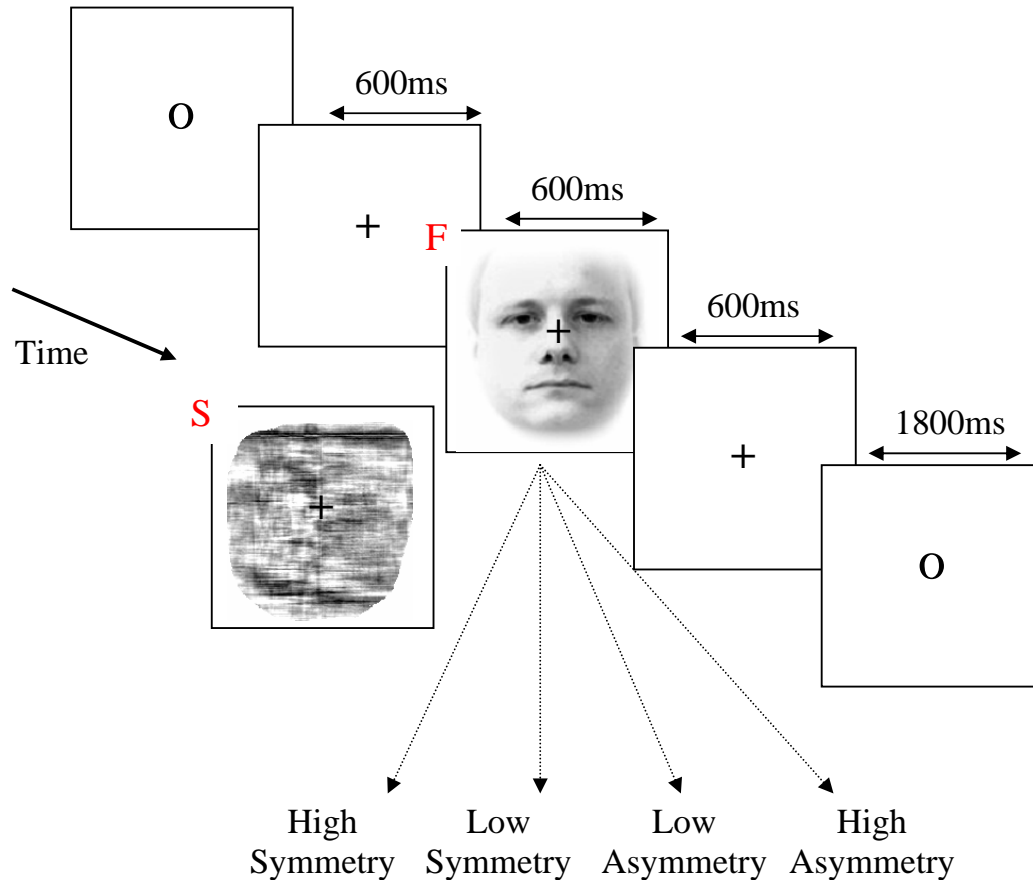 600ms
o
600ms
+
F
+
600ms
Time
S
1800ms
+
+
o
High Symmetry
Low Symmetry
Low Asymmetry
High Asymmetry